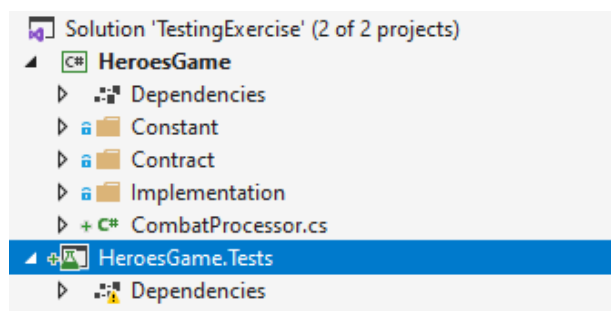 Solution 'TestingExercise' (2 of 2 projects)
C# HeroesGame
Dependencies
Constant
Contract
Implementation
+ C# CombatProcessor.cs
HeroesGame.Tests
Dependencies